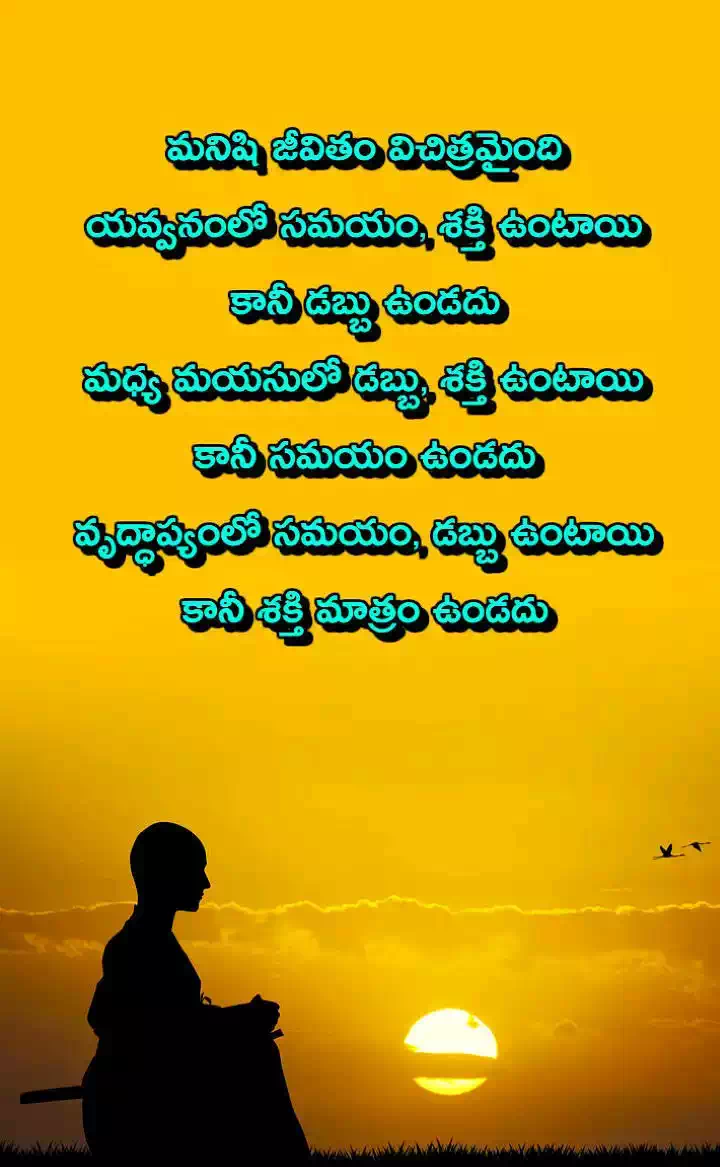 మనిషి జీవితం విచిత్రమైంది
యవ్వనంలో సమయం, శక్తి ఉంటాయి
కానీ డబ్బు ఉండదు
మధ్య మయసులో డబ్బు, శక్తి ఉంటాయి
కానీ సమయం ఉండదు
వృద్ధాప్యంలో సమయం, డబ్బు ఉంటాయి
కానీ శక్తి మాత్రం ఉండదు